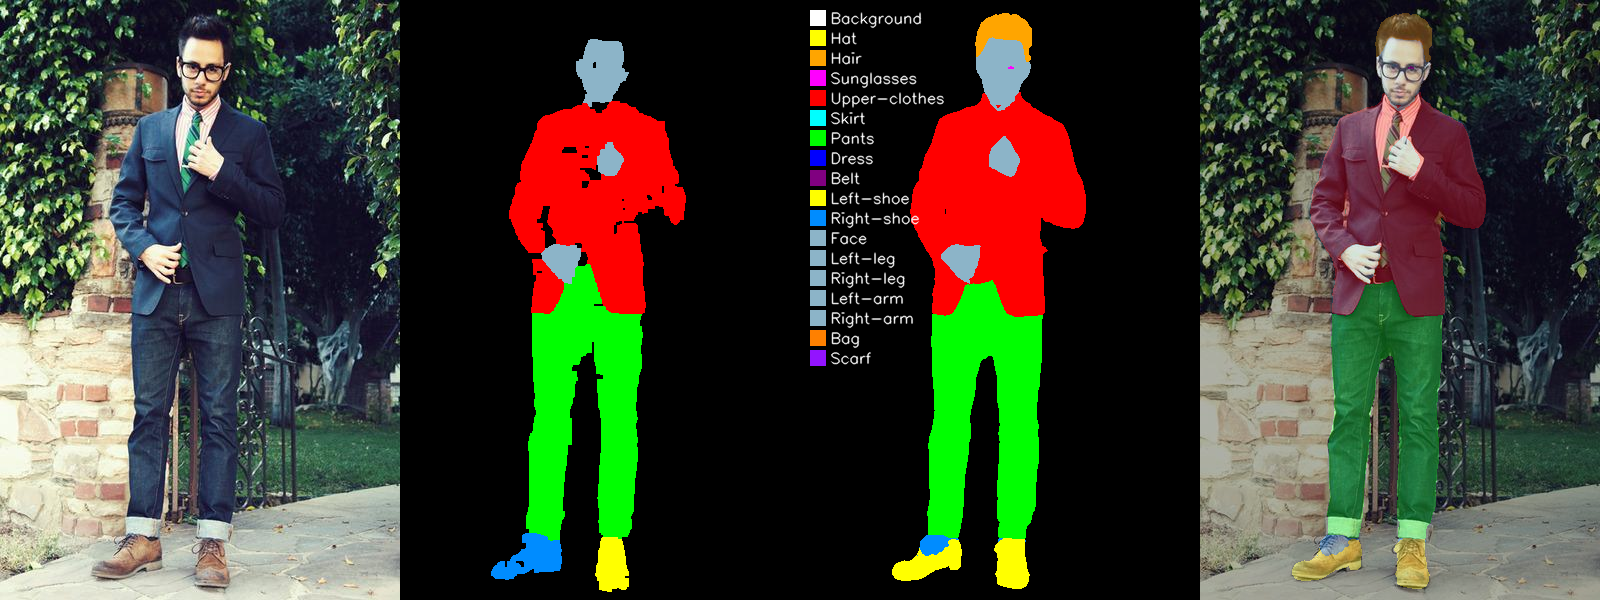 Background
Hat
Hair
Sunglasses
Upper-clothes
Skirt
Pants
Dress
Belt
Left-shoe
Right-shoe
Face
Left-leg
Right-leg
Left-arm
Right-arm
Bag
Scarf